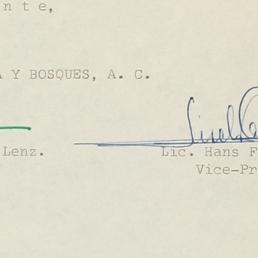 n t e,
A Y BOSQUES, A. C.
Lenz.
Lic. Hans F
Vice-Pr